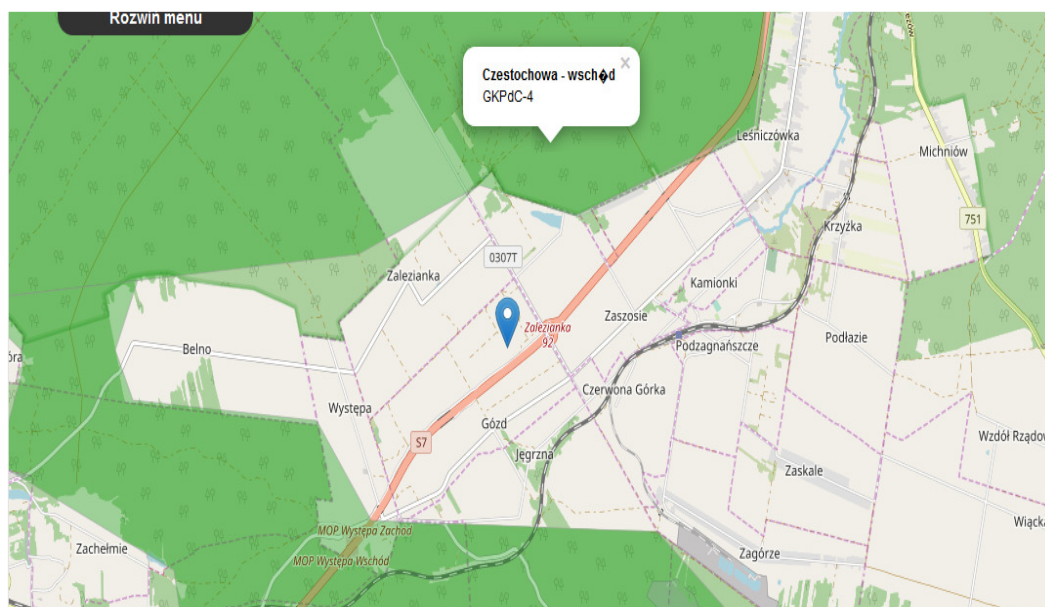 Rozwiń menu
Czestochowa - wsch�d
GKPdC-4
×
Leśniczówka
Michniów
751
Krzyżka
0307T
Zalezianka
Kamionki
Zaszosie
Zalezianka
92
Podłazie
Podzagnańszcze
Belno
Czerwona Górka
Występa
Gózd
S7
Jęgrzna
Wzdół Rządow
Zaskale
Wiącka
MOP Występa Zachód
Zachełmie
MOP Występa Wschód
Zagórze